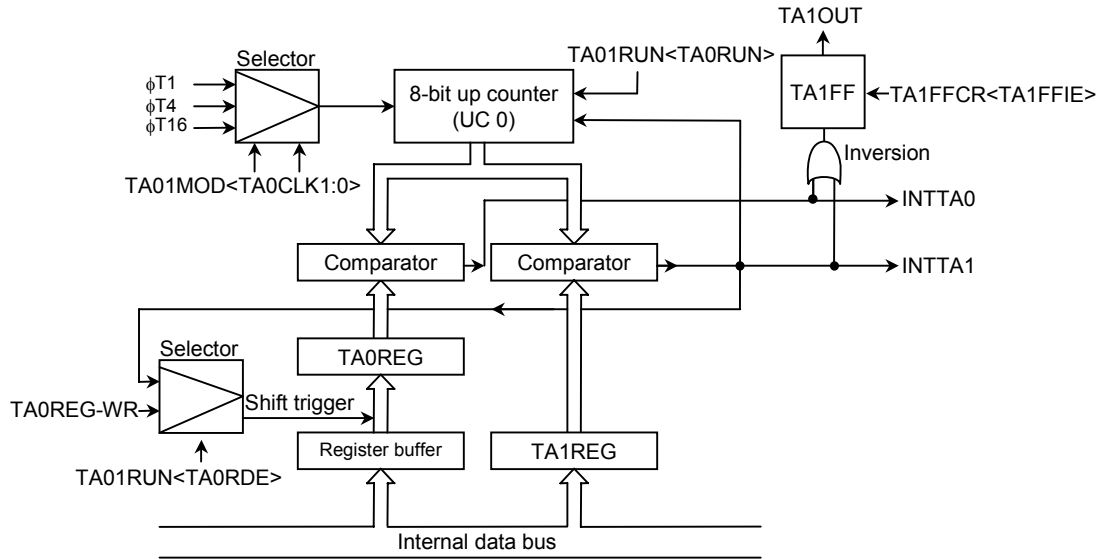 TA1OUT
Selector
TA01RUN<TA0RUN>
ϕT1
ϕT4
ϕT16
8-bit up counter
(UC 0)
TA1FF
TA1FFCR<TA1FFIE>
Inversion
TA01MOD<TA0CLK1:0>
INTTA0
Comparator
Comparator
INTTA1
Selector
TA0REG
TA0REG-WR
Shift trigger
Register buffer
TA1REG
TA01RUN<TA0RDE>
Internal data bus